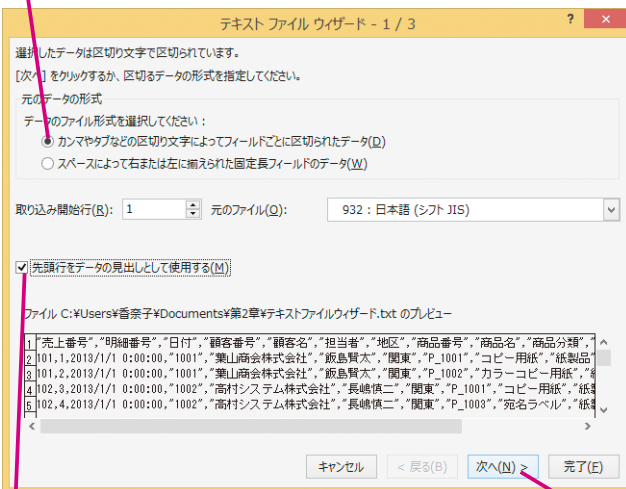 テキスト ファイル ウィザード - 1 / 3
? ×
選択したデータは区切り文字で区切られています。
[次へ] をクリックするか、区切るデータの形式を指定してください。
元のデータの形式
データのファイル形式を選択してください：
カンマやタブなどの区切り文字によってフィールドごとに区切られたデータ(D)
スペースによって右または左に揃えられた固定長フィールドのデータ(W)
取り込み開始行(R): 1 元のファイル(O): 932 : 日本語 (シフト JIS)
先頭行をデータの見出しとして使用する(M)
ファイル C:¥Users¥香奈子¥Documents¥第2章¥テキストファイルウィザード.txt のプレビュー
1 "売上番号","明細番号","日付","顧客番号","顧客名","担当者","地区","商品番号","商品名","商品分類","
2 101,1,2013/1/1 0:00:00,"1001","葉山商会株式会社","飯島賢太","関東","P_1001","コピー用紙","紙製品"
3 101,2,2013/1/1 0:00:00,"1001","葉山商会株式会社","飯島賢太","関東","P_1002","カラーコピー用紙","
4 102,3,2013/1/1 0:00:00,"1002","高村システム株式会社","長嶋慎二","関東","P_1001","コピー用紙","紙
5 102,4,2013/1/1 0:00:00,"1002","高村システム株式会社","長嶋慎二","関東","P_1003","宛名ラベル","紙
キャンセル < 戻る(B) 次へ(N) > 完了(F)